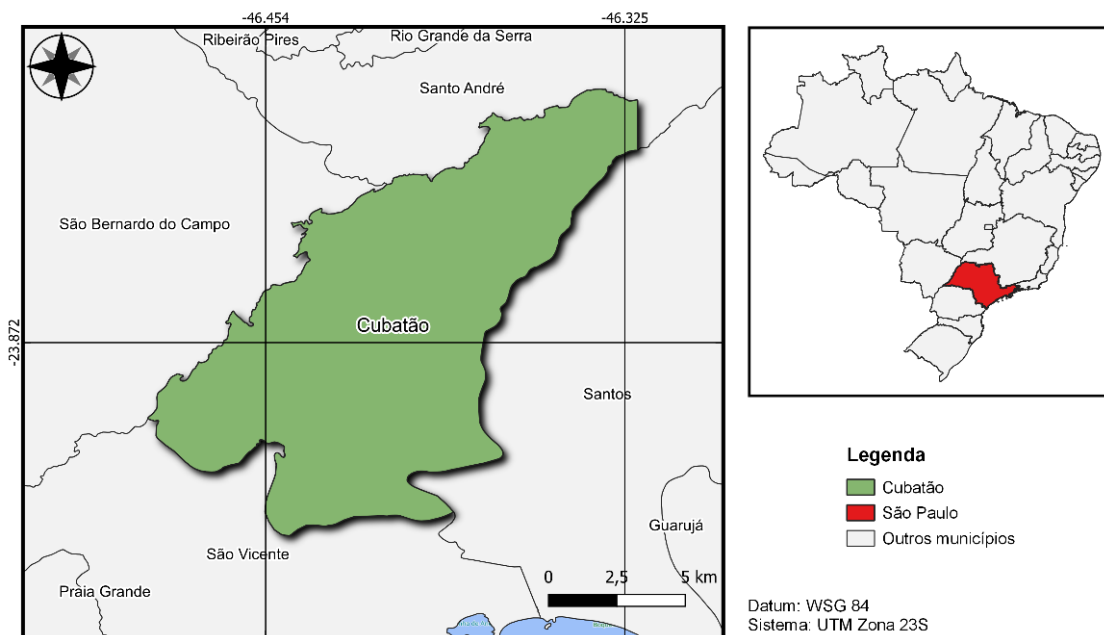 -46.454
-46.325
Ribeirão Pires
Rio Grande da Serra
Santo André
São Bernardo do Campo
Cubatão
-23.872
Santos
Guarujá
São Vicente
Praia Grande
0 2,5 5 km
Legenda
Cubatão
São Paulo
Outros municípios
Datum: WSG 84
Sistema: UTM Zona 23S